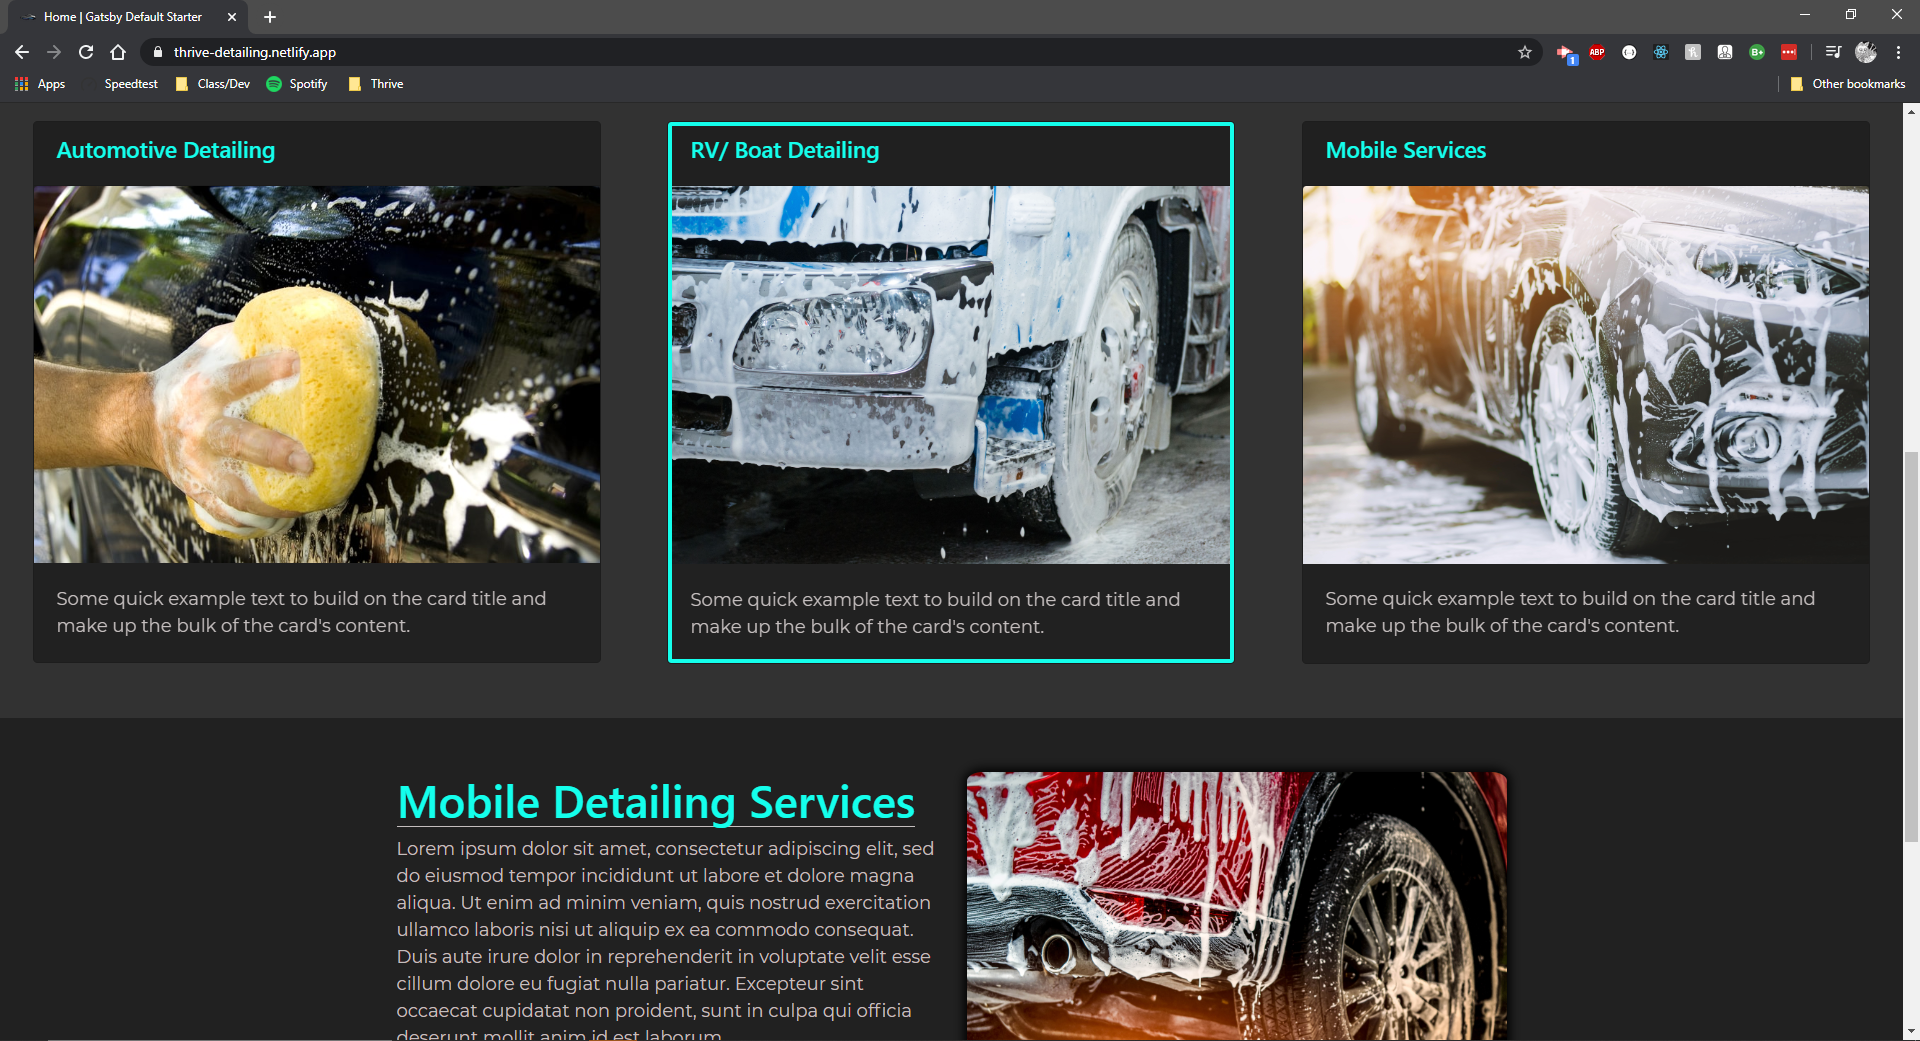 Home | Gatsby Default Starter
thrive-detailing.netlify.app
ABP
B+
1
Apps
Speedtest
Class/Dev
Spotify
Thrive
Other bookmarks
Automotive Detailing
RV/ Boat Detailing
Mobile Services
Some quick example text to build on the card title and
make up the bulk of the card's content.
Some quick example text to build on the card title and
make up the bulk of the card's content.
Some quick example text to build on the card title and
make up the bulk of the card's content.
Mobile Detailing Services
Lorem ipsum dolor sit amet, consectetur adipiscing elit, sed
do eiusmod tempor incididunt ut labore et dolore magna
aliqua. Ut enim ad minim veniam, quis nostrud exercitation
ullamco laboris nisi ut aliquip ex ea commodo consequat.
Duis aute irure dolor in reprehenderit in voluptate velit esse
cillum dolore eu fugiat nulla pariatur. Excepteur sint
occaecat cupidatat non proident, sunt in culpa qui officia
deserunt mollit anim id est laborum.